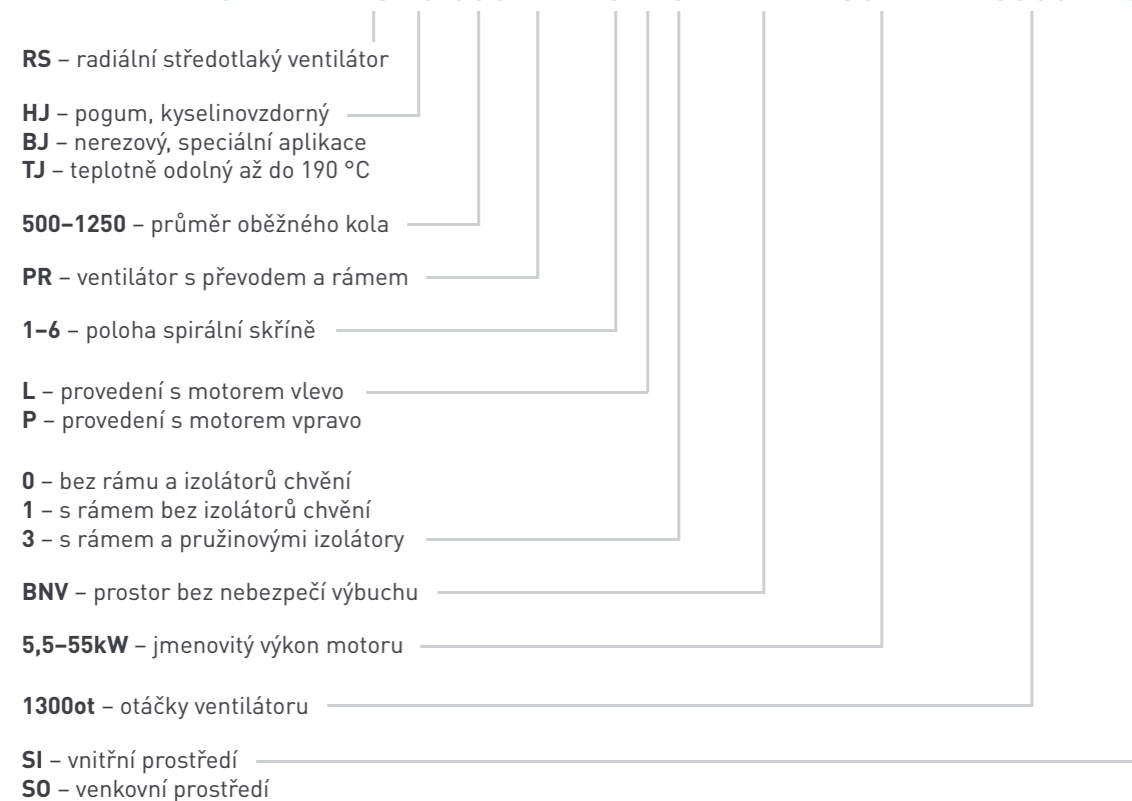 RS – radiální středotlaký ventilátor
HJ – pogum, kyselinovzdorný
BJ – nerezový, speciální aplikace
TJ – teplotně odolný až do 190 °C
500–1250 – průměr oběžného kola
PR – ventilátor s převodem a rámem
1–6 – poloha spirální skříně
L – provedení s motorem vlevo
P – provedení s motorem vpravo
0 – bez rámu a izolátorů chvění
1 – s rámem bez izolátorů chvění
3 – s rámem a pružinovými izolátory
BNV – prostor bez nebezpečí výbuchu
5,5–55kW – jmenovitý výkon motoru
1300ot – otáčky ventilátoru
SI – vnitřní prostředí
SO – venkovní prostředí